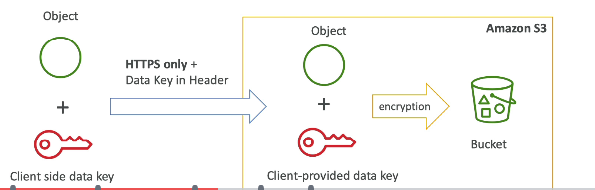 Object
HTTPS only +
Data Key in Header
+
Client side data key
Amazon S3
Object
+
Client-provided data key
encryption
Bucket